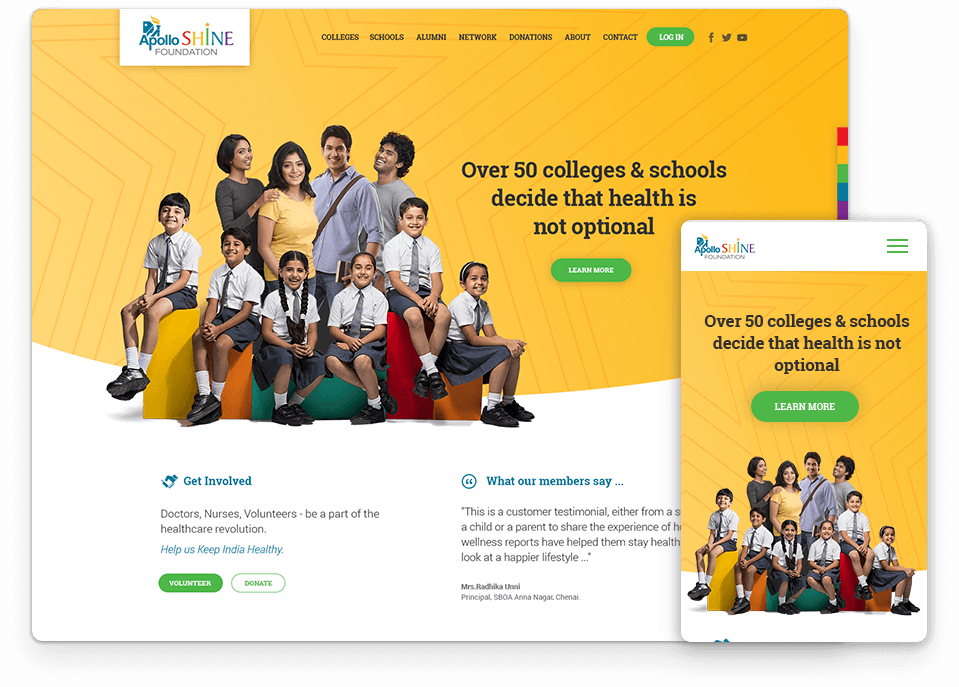 Apollo SHINE
FOUNDATION
COLLEGES SCHOOLS ALUMNI NETWORK DONATIONS ABOUT CONTACT LOG IN
Over 50 colleges & schools
decide that health is
not optional
LEARN MORE
Get Involved
Doctors, Nurses, Volunteers - be a part of the
healthcare revolution.
Help us Keep India Healthy.
VOLUNTEER DONATE
What our members say ...
"This is a customer testimonial, either from a
a child or a parent to share the experience of
wellness reports have helped them stay health
look at a happier lifestyle ..."
Mrs.Radhika Unni
Principal, SBOA Anna Nagar, Chenai.
Apollo SHINE
FOUNDATION
Over 50 colleges & schools
decide that health is not
optional
LEARN MORE